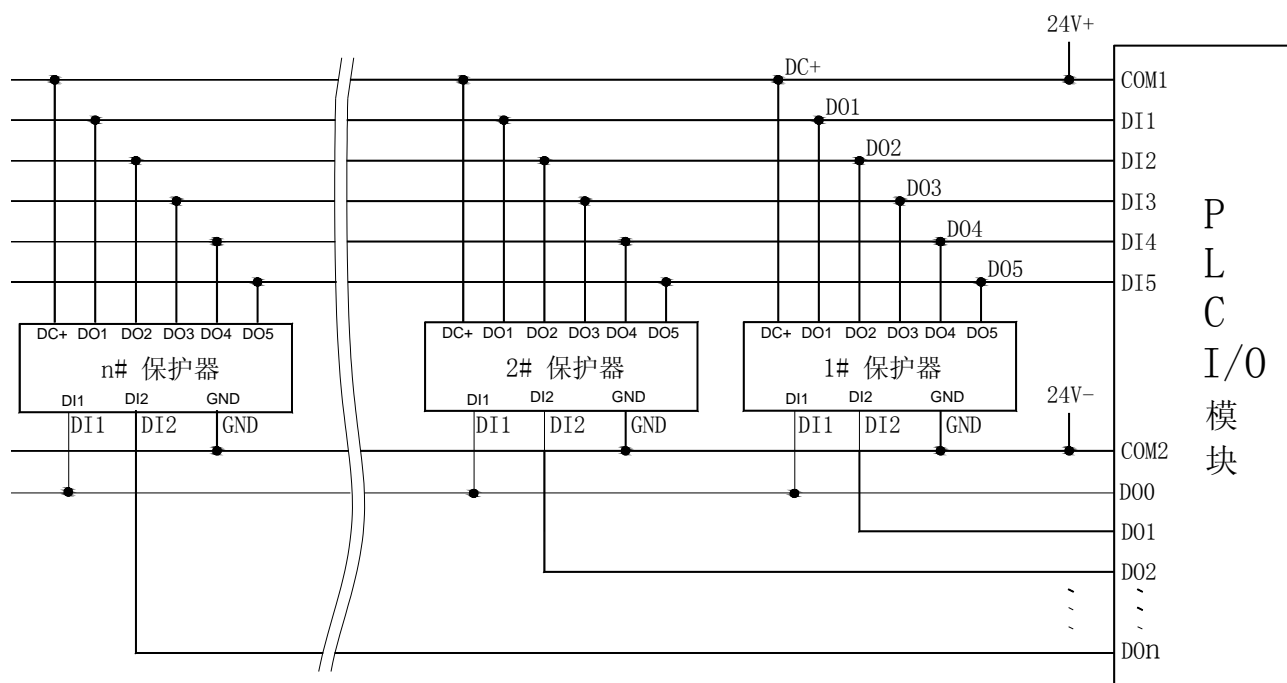 24V+
DC+
COM1
DO1
DI1
DO2
DI2
DO3
DI3
DO4
DI4
DO5
DI5
PLC I/O 模块
DC+ DO1 DO2 DO3 DO4 DO5
n# 保护器
DI1 DI2 GND
DC+ DO1 DO2 DO3 DO4 DO5
2# 保护器
DI1 DI2 GND
DC+ DO1 DO2 DO3 DO4 DO5
1# 保护器
DI1 DI2 GND
24V-
DI1 DI2 GND
DI1 DI2 GND
DI1 DI2 GND
COM2
DO0
DO1
DO2
DOn